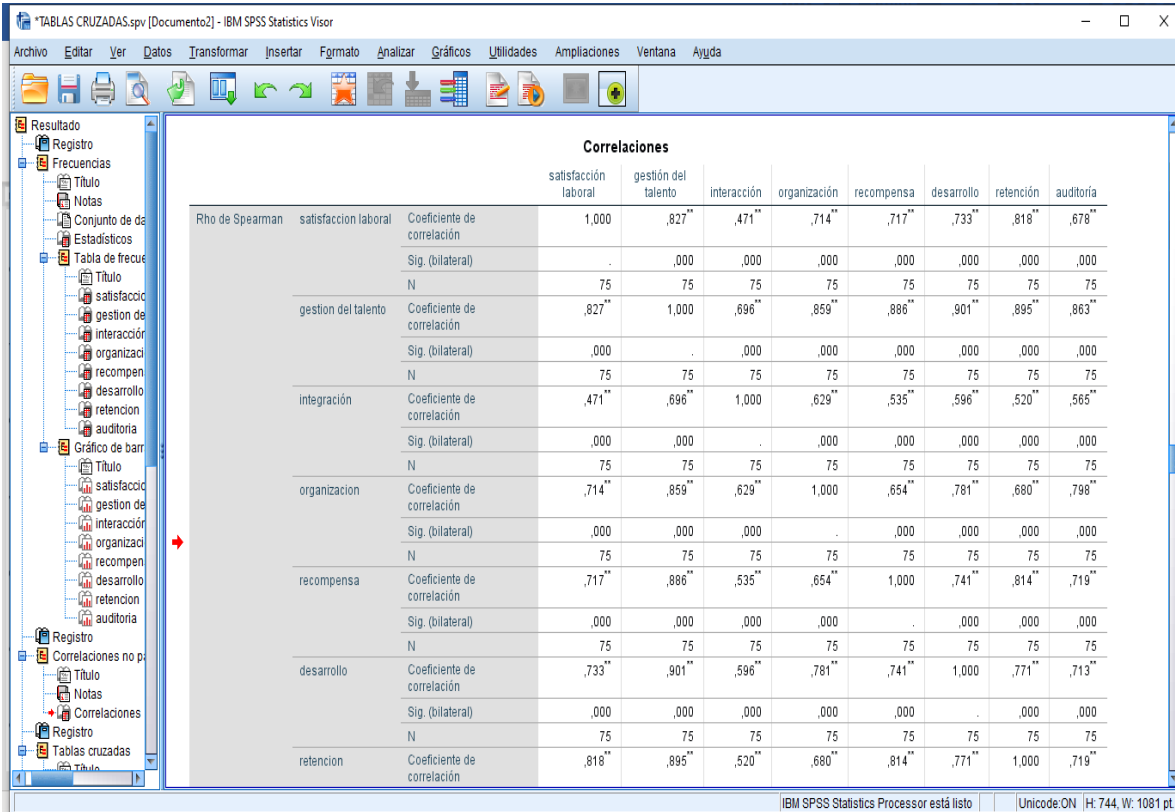 *TABLAS CRUZADAS.spv [Documento2] - IBM SPSS Statistics Visor
Archivo Editar Ver Datos Transformar Insertar Formato Analizar Gráficos Utilidades Ampliaciones Ventana Ayuda
Resultado
Registro
Frecuencias
Título
Notas
Conjunto de da
Estadísticos
Tabla de frecue
Título
satisfaccio
gestion de
interacción
organizaci
recompen
desarrollo
retencion
auditoria
Gráfico de barr
Título
satisfaccio
gestion de
interacción
organizaci
recompen
desarrollo
retencion
auditoria
Registro
Correlaciones no pa
Título
Notas
Correlaciones
Registro
Tablas cruzadas
Título
Correlaciones
satisfacción laboral gestión del talento interacción organización recompensa desarrollo retención auditoría
Rho de Spearman satisfaccion laboral Coeficiente de correlación 1,000 ,827** ,471** ,714** ,717** ,733** ,818** ,678**
Sig. (bilateral) . ,000 ,000 ,000 ,000 ,000 ,000 ,000
N 75 75 75 75 75 75 75 75
gestion del talento Coeficiente de correlación ,827** 1,000 ,696** ,859** ,886** ,901** ,895** ,863**
Sig. (bilateral) ,000 . ,000 ,000 ,000 ,000 ,000 ,000
N 75 75 75 75 75 75 75 75
integración Coeficiente de correlación ,471** ,696** 1,000 ,629** ,535** ,596** ,520** ,565**
Sig. (bilateral) ,000 ,000 . ,000 ,000 ,000 ,000 ,000
N 75 75 75 75 75 75 75 75
organizacion Coeficiente de correlación ,714** ,859** ,629** 1,000 ,654** ,781** ,680** ,798**
Sig. (bilateral) ,000 ,000 ,000 . ,000 ,000 ,000 ,000
N 75 75 75 75 75 75 75 75
recompensa Coeficiente de correlación ,717** ,886** ,535** ,654** 1,000 ,741** ,814** ,719**
Sig. (bilateral) ,000 ,000 ,000 ,000 . ,000 ,000 ,000
N 75 75 75 75 75 75 75 75
desarrollo Coeficiente de correlación ,733** ,901** ,596** ,781** ,741** 1,000 ,771** ,713**
Sig. (bilateral) ,000 ,000 ,000 ,000 ,000 . ,000 ,000
N 75 75 75 75 75 75 75 75
retencion Coeficiente de correlación ,818** ,895** ,520** ,680** ,814** ,771** 1,000 ,719**
IBM SPSS Statistics Processor está listo Unicode:ON H: 744, W: 1081 pt